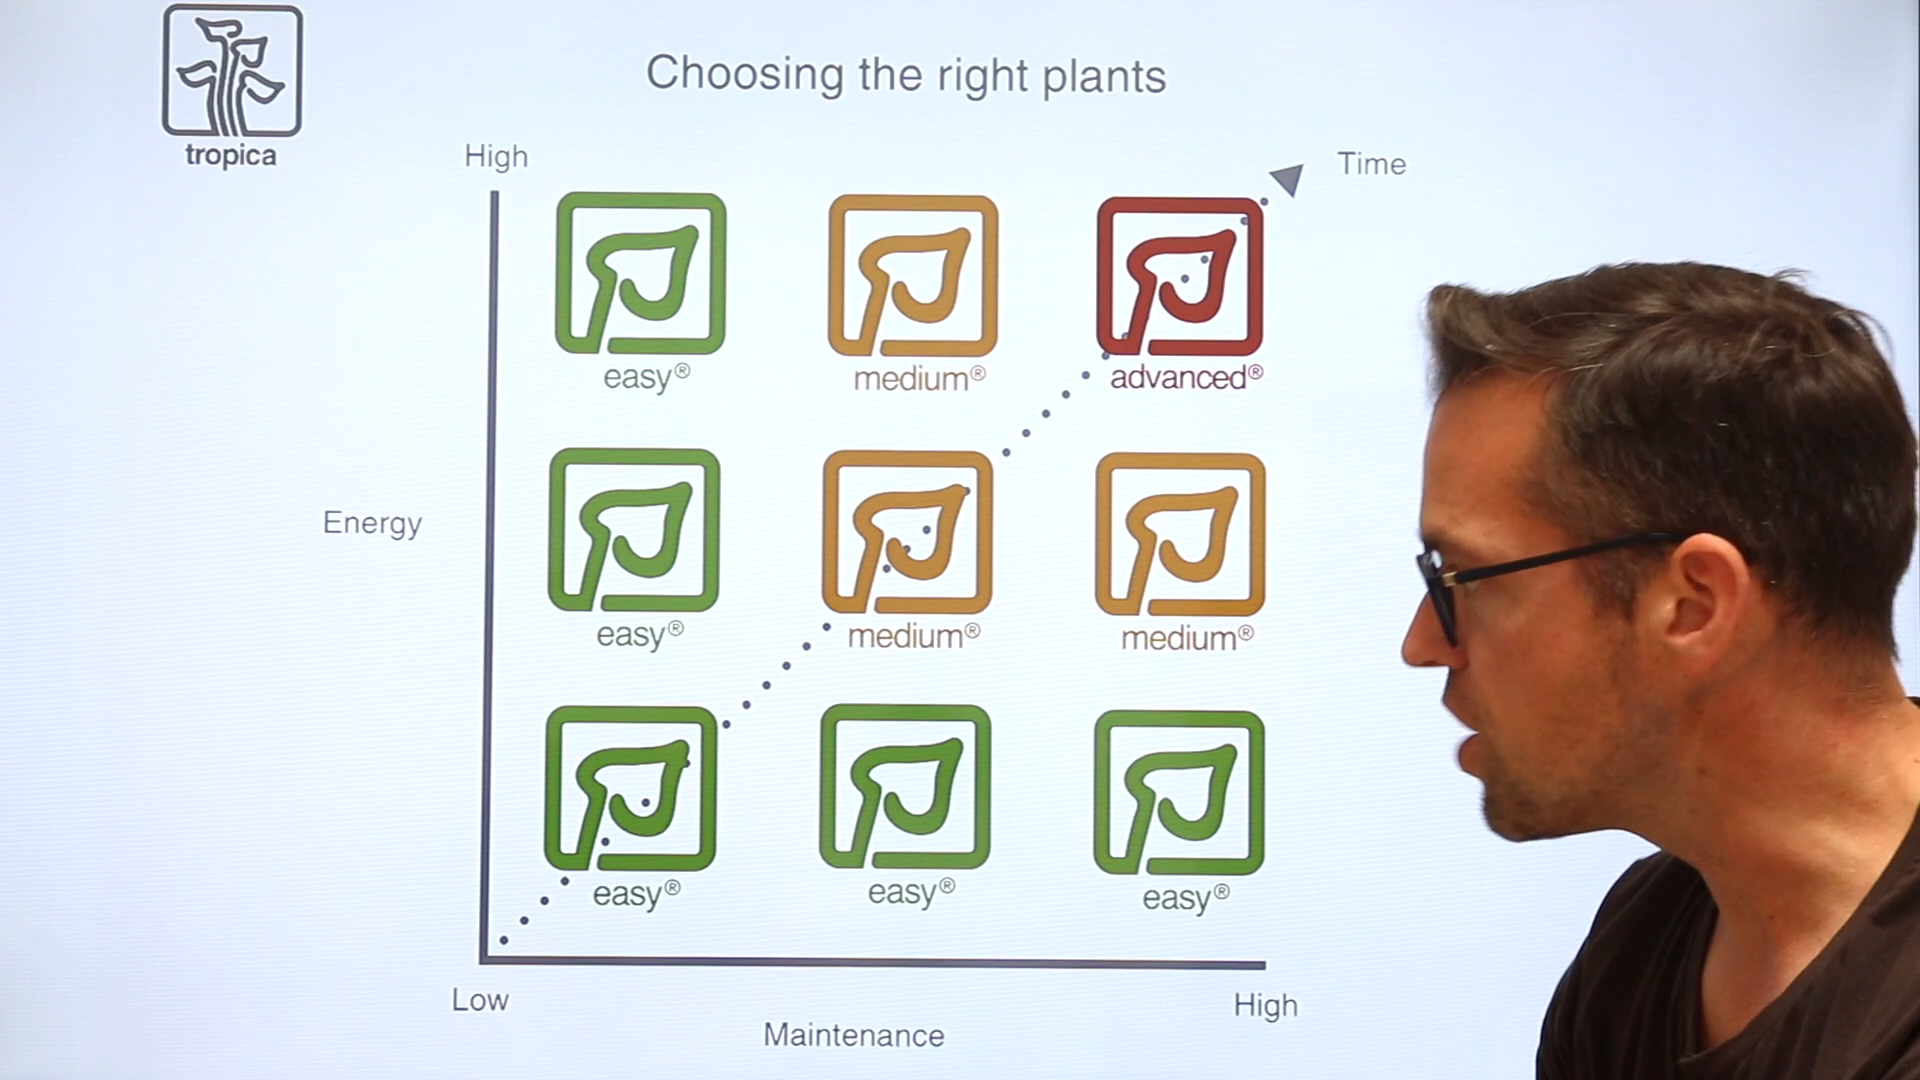 tropica
Choosing the right plants
High
Time
easy®
medium®
advanced®
Energy
easy®
medium®
medium®
easy®
easy®
easy®
Low
High
Maintenance